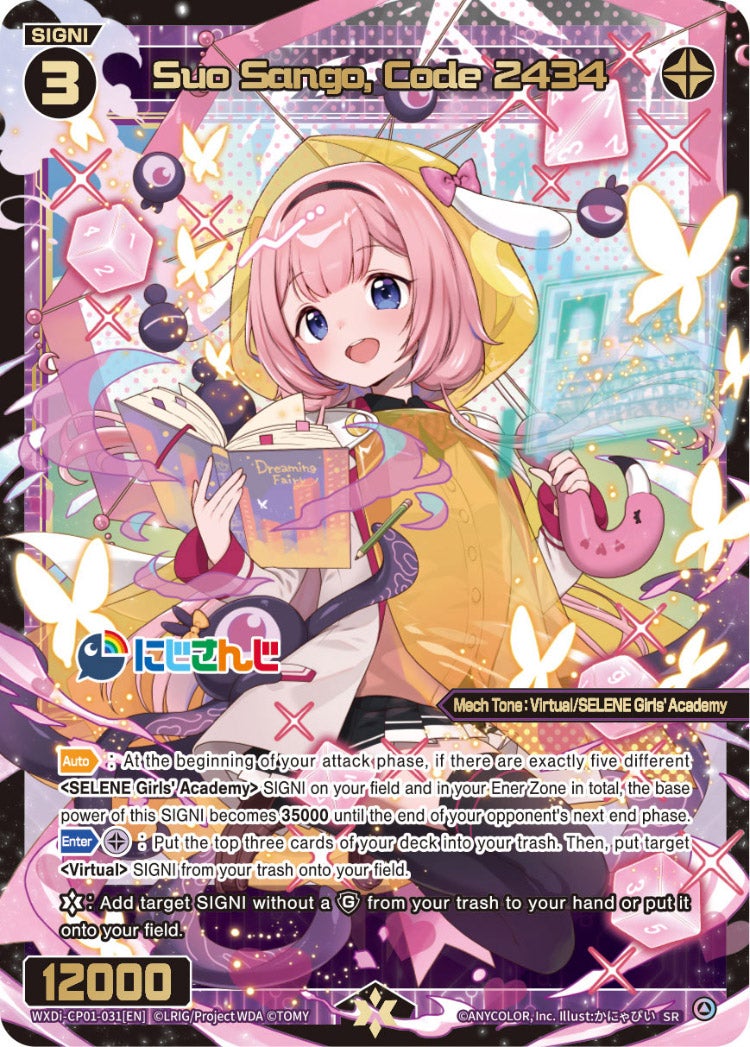 SIGNI
3
Suo Sango, Code 2434
Dreaming
Fairy
にじさんじ
Mech Tone : Virtual/SELENE Girls' Academy
Auto : At the beginning of your attack phase, if there are exactly five different
<SELENE Girls' Academy> SIGNI on your field and in your Ener Zone in total, the base
power of this SIGNI becomes 35000 until the end of your opponent's next end phase.
Enter : Put the top three cards of your deck into your trash. Then, put target
<Virtual> SIGNI from your trash onto your field.
: Add target SIGNI without a G from your trash to your hand or put it
onto your field.
12000
WXDi-CP01-031[EN] ©LRIG/Project WDA ©TOMY
©ANYCOLOR, Inc. Illust:かにゃぴい SR